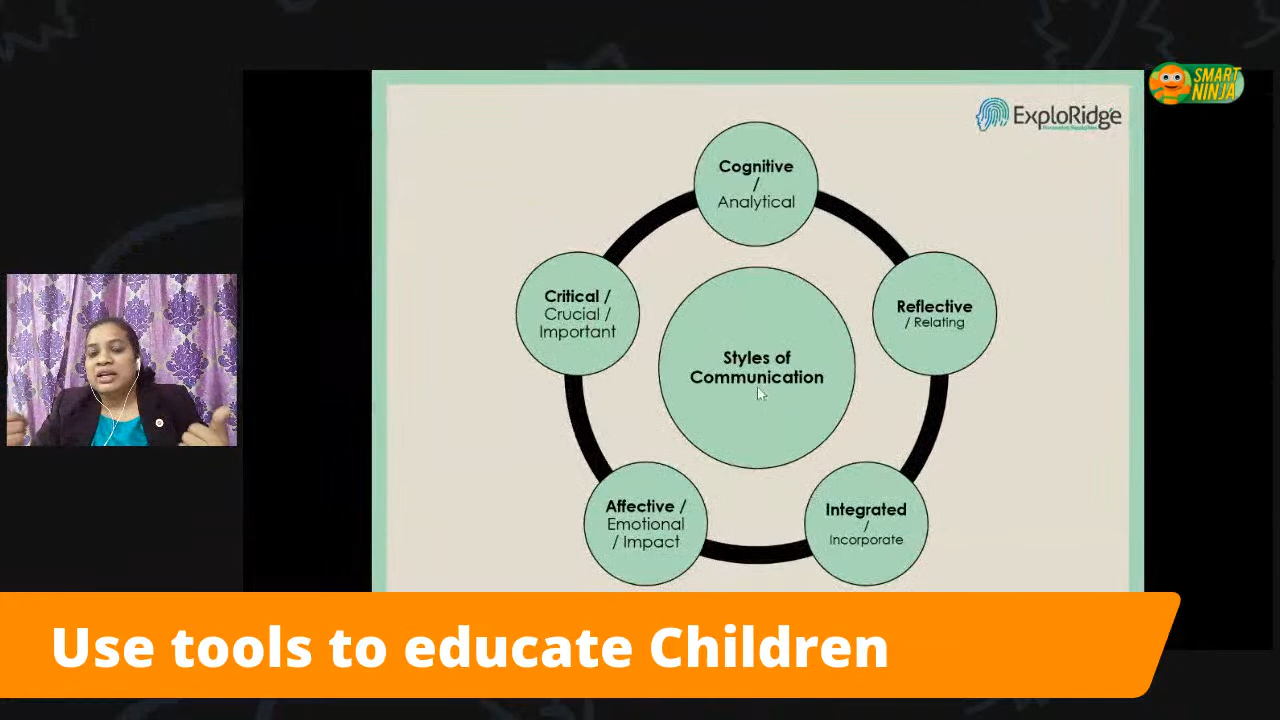 SMART
NINJA
ExploRidge
Cognitive
/
Analytical
Reflective
/ Relating
Integrated
/
Incorporate
Affective /
Emotional
/ Impact
Critical /
Crucial /
Important
Styles of
Communication
Use tools to educate Children